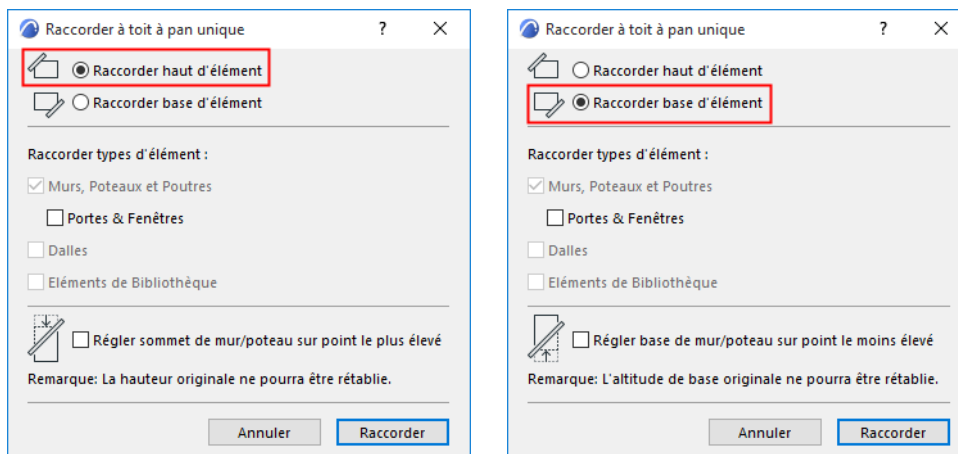 Raccorder à toit à pan unique
?
Raccorder haut d'élément
Raccorder base d'élément
Raccorder types d'élément :
Murs, Poteaux et Poutres
Portes & Fenêtres
Dalles
Eléments de Bibliothèque
Régler sommet de mur/poteau sur point le plus élevé
Remarque: La hauteur originale ne pourra être rétablie.
Annuler
Raccorder
Raccorder à toit à pan unique
?
Raccorder haut d'élément
Raccorder base d'élément
Raccorder types d'élément :
Murs, Poteaux et Poutres
Portes & Fenêtres
Dalles
Eléments de Bibliothèque
Régler base de mur/poteau sur point le moins élevé
Remarque: L'altitude de base originale ne pourra être rétablie.
Annuler
Raccorder